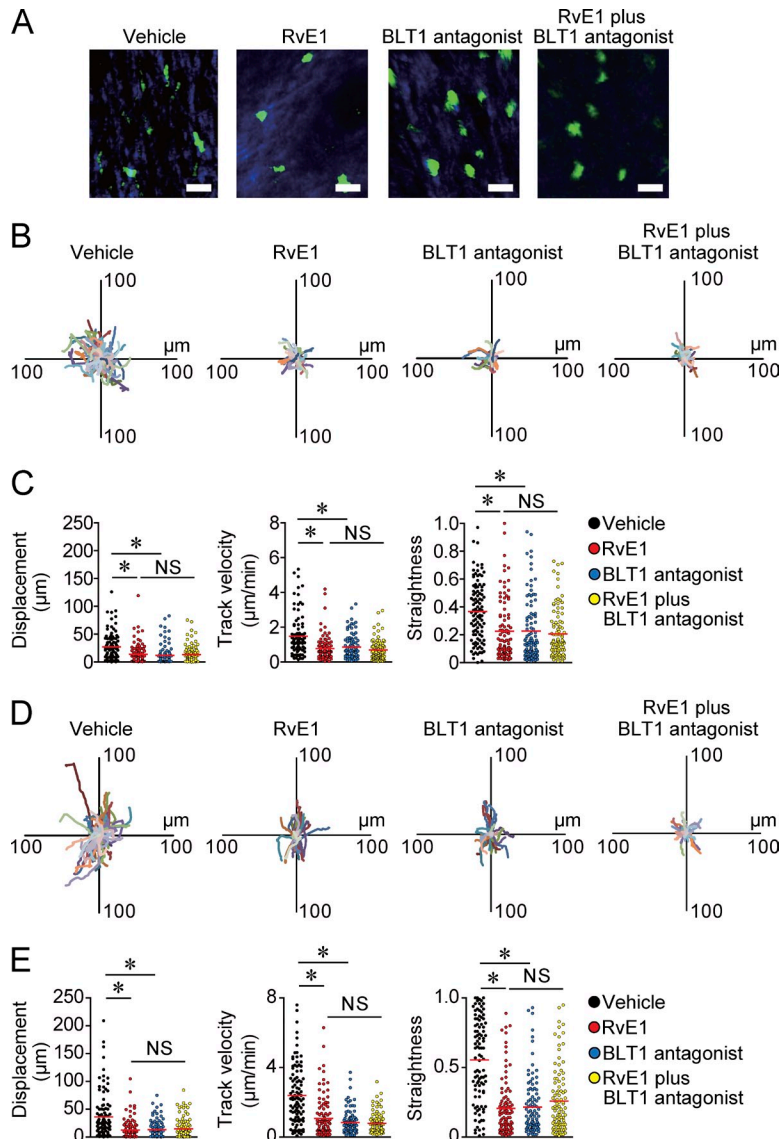 A
Vehicle
RvE1
BLT1 antagonist
RvE1 plus
BLT1 antagonist
B
Vehicle
RvE1
BLT1 antagonist
RvE1 plus
BLT1 antagonist
100
100
100
100
µm
µm
µm
µm
100
100
100
100
100
100
100
100
100
100
100
100
C
Displacement
(µm)
250
200
150
100
50
0
*
*
NS
Track velocity
(µm/min)
8
6
4
2
0
*
*
NS
Straightness
1.0
0.8
0.6
0.4
0.2
0
*
*
NS
Vehicle
RvE1
BLT1 antagonist
RvE1 plus
BLT1 antagonist
D
Vehicle
RvE1
BLT1 antagonist
RvE1 plus
BLT1 antagonist
100
100
100
100
µm
µm
µm
µm
100
100
100
100
100
100
100
100
100
100
100
100
E
Displacement
(µm)
250
200
150
100
50
0
*
*
NS
Track velocity
(µm/min)
8
4
0
*
*
NS
Straightness
1.0
0.5
0
*
*
NS
Vehicle
RvE1
BLT1 antagonist
RvE1 plus
BLT1 antagonist